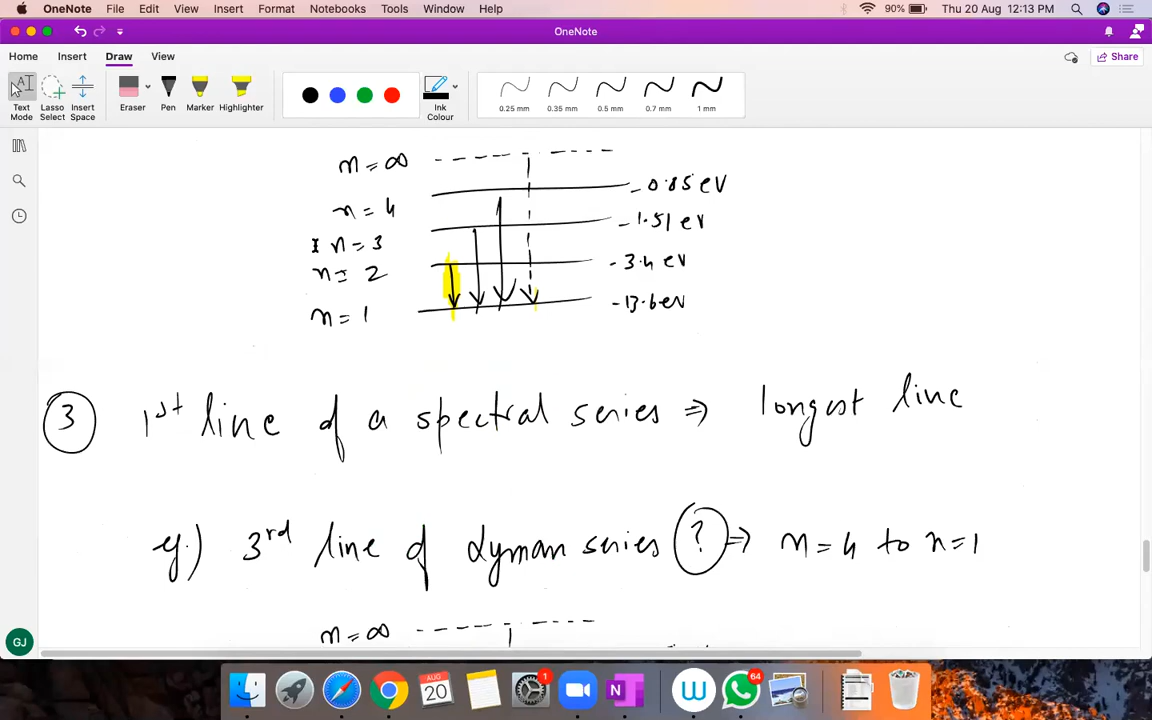 OneNote File Edit View Insert Format Notebooks Tools Window Help 90% Thu 20 Aug 12:13 PM
OneNote
Home Insert Draw View Share
Text Mode Lasso Select Insert Space Eraser Pen Marker Highlighter Ink Colour 0.25 mm 0.35 mm 0.5 mm 0.7 mm 1 mm
n = ∞
-0.85 eV
n = 4
-1.51 eV
n = 3
n = 2 -3.4 eV
n = 1 -13.6 eV
3 1st line of a spectral series ⇒ longest line
eg.) 3rd line of Lyman series ? ⇒ n = 4 to n = 1
n = ∞
GJ
AUG 20 1 W 64 N